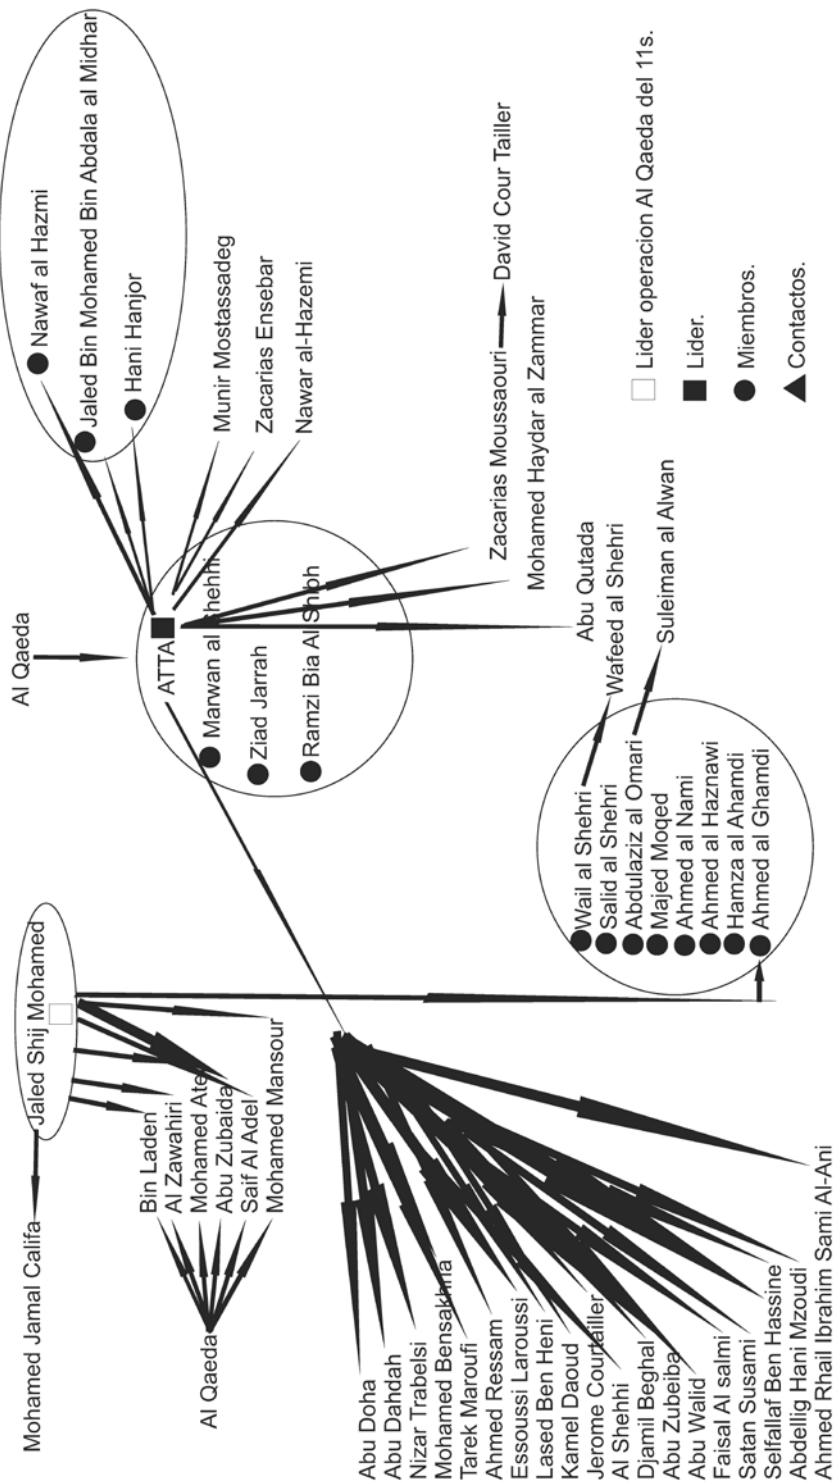 Mohamed Jamal Califa
Jaled Shij Mohamed
Al Qaeda
Bin Laden
Al Zawahiri
Mohamed Ate
Abu Zubaida
Saif Al Adel
Mohamed Mansour
Al Qaeda
ATTA
Marwan al Shehhi
Ziad Jarrah
Ramzi Bia Al Shibh
Nawaf al Hazmi
Jaled Bin Mohamed Bin Abdala al Midhar
Hani Hanjor
Munir Mostassadeg
Zacarias Ensebar
Nawar al-Hazemi
Zacarias Moussaouri
David Cour Tailler
Mohamed Haydar al Zammar
Abu Qutada
Wafeed al Shehri
Suleiman al Alwan
Wail al Shehri
Salid al Shehri
Abdulaziz al Omari
Majed Moqed
Ahmed al Nami
Ahmed al Haznawi
Hamza al Ahamdi
Ahmed al Ghamdi
Abu Doha
Abu Dahdah
Nizar Trabelsi
Mohamed Bensakhria
Tarek Maroufi
Ahmed Ressam
Essoussi Laroussi
Lased Ben Heni
Kamel Daoud
Jerome Courtailler
Al Shehhi
Djamil Beghal
Abu Zubeiba
Abu Walid
Faisal Al salmi
Satan Susami
Selfallaf Ben Hassine
Abdellig Hani Mzoudi
Ahmed Rhail Ibrahim Sami Al-Ani
Lider operacion Al Qaeda del 11s.
Lider.
Miembros.
Contactos.